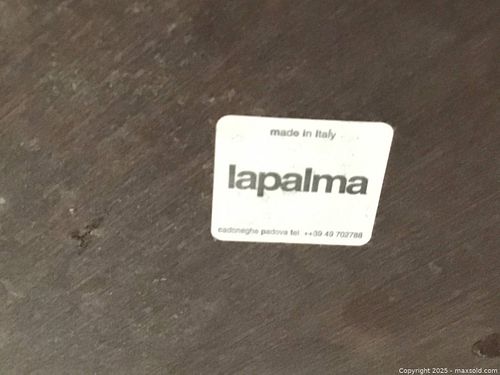 made in Italy
lapalma
cadoneghe padova tel ++39 49 702788
Copyright 2025 - maxsold.com